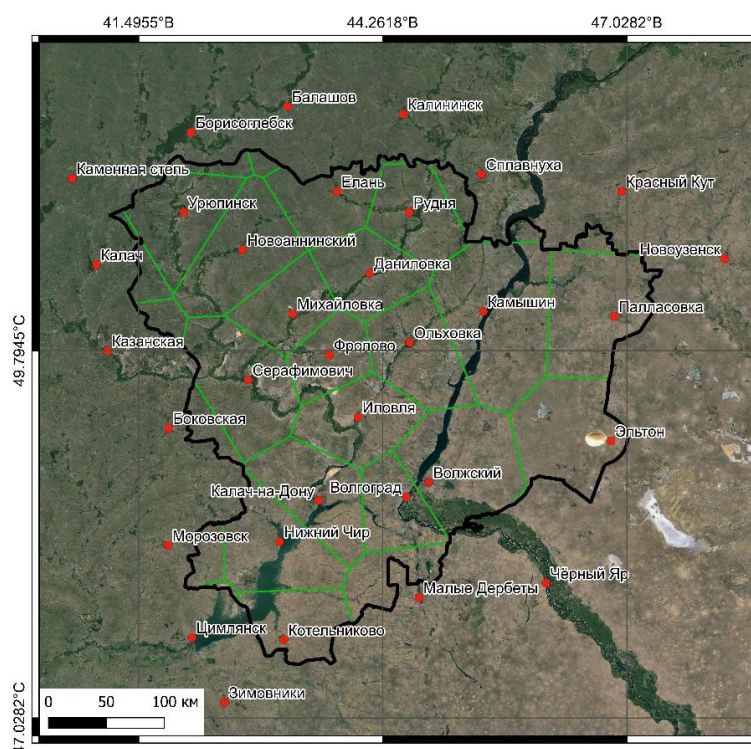 41.4955°В
44.2618°В
47.0282°В
Балашов
Калининск
Борисоглебск
Каменная степь
Сплавнуха
Елань
Красный Кут
Урюпинск
Рудня
Новоаннинский
Новоузенск
Калач
Даниловка
Михайловка
Камышин
Палласовка
49.7945°С
Казанская
Фролово
Ольховка
Серафимович
Иловля
Боковская
Эльтон
Волжский
Калач-на-Дону
Волгоград
Морозовск
Нижний Чир
Чёрный Яр
Малые Дербеты
Цимлянск
Котельниково
Зимовники
0 50 100 км
47.0282°С